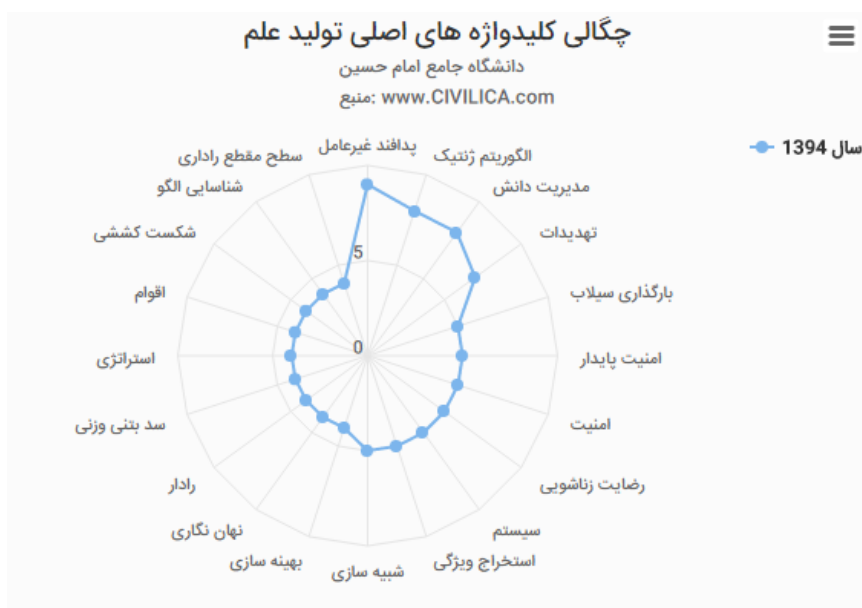 چگالی کلیدواژه های اصلی تولید علم
دانشگاه جامع امام حسین
منبع: www.CIVILICA.com
سال 1394
پدافند غیرعامل
الگوریتم ژنتیک
مدیریت دانش
تهدیدات
بارگذاری سیلاب
امنیت پایدار
امنیت
رضایت زناشویی
سیستم
استخراج ویژگی
شبیه سازی
بهینه سازی
نهان نگاری
رادار
سد بتنی وزنی
استراتژی
اقوام
شکست کششی
شناسایی الگو
سطح مقطع راداری
5
0